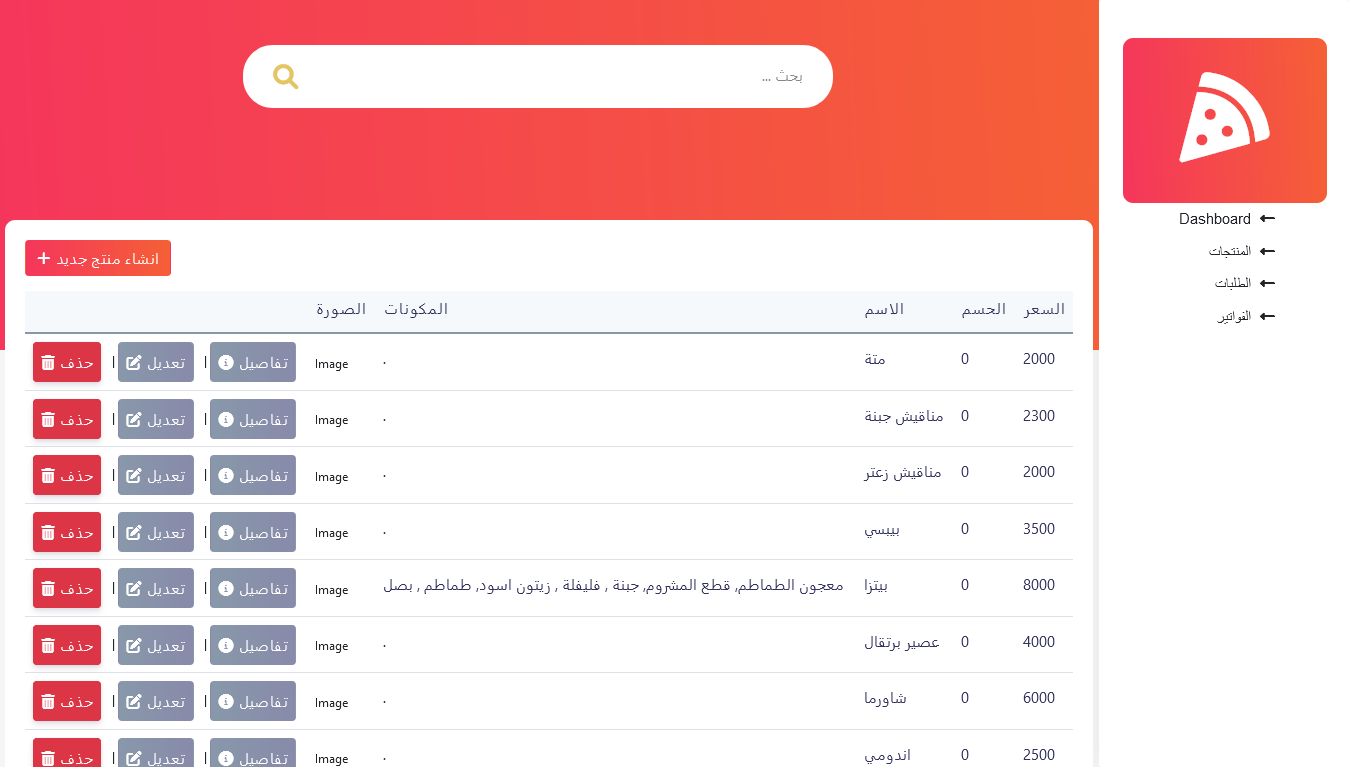 بحث ...
Dashboard
المنتجات
الطلبات
الفواتير
انشاء منتج جديد
السعر الحسم الاسم المكونات الصورة
2000 0 متة . Image تفاصيل | تعديل | حذف
2300 0 مناقيش جبنة . Image تفاصيل | تعديل | حذف
2000 0 مناقيش زعتر . Image تفاصيل | تعديل | حذف
3500 0 بيبسي . Image تفاصيل | تعديل | حذف
8000 0 بيتزا معجون الطماطم, قطع المشروم, جبنة , فليفلة , زيتون اسود, طماطم , بصل Image تفاصيل | تعديل | حذف
4000 0 عصير برتقال . Image تفاصيل | تعديل | حذف
6000 0 شاورما . Image تفاصيل | تعديل | حذف
2500 0 اندومي . Image تفاصيل | تعديل | حذف